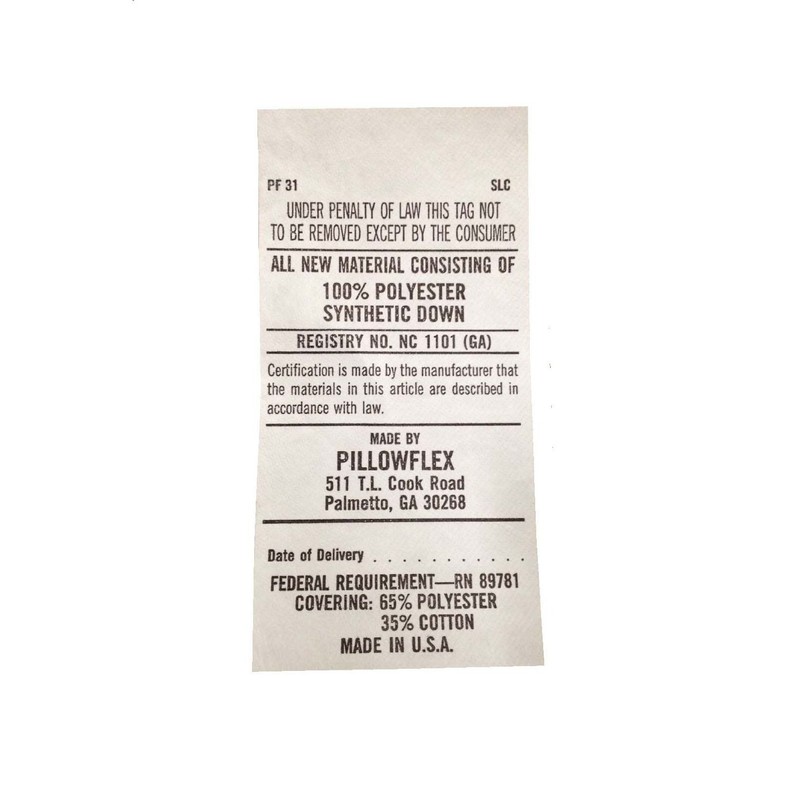 PF 31 SLC
UNDER PENALTY OF LAW THIS TAG NOT
TO BE REMOVED EXCEPT BY THE CONSUMER
ALL NEW MATERIAL CONSISTING OF
100% POLYESTER
SYNTHETIC DOWN
REGISTRY NO. NC 1101 (GA)
Certification is made by the manufacturer that
the materials in this article are described in
accordance with law.
MADE BY
PILLOWFLEX
511 T.L. Cook Road
Palmetto, GA 30268
Date of Delivery . . . . . . . . . . . .
FEDERAL REQUIREMENT—RN 89781
COVERING: 65% POLYESTER
35% COTTON
MADE IN U.S.A.